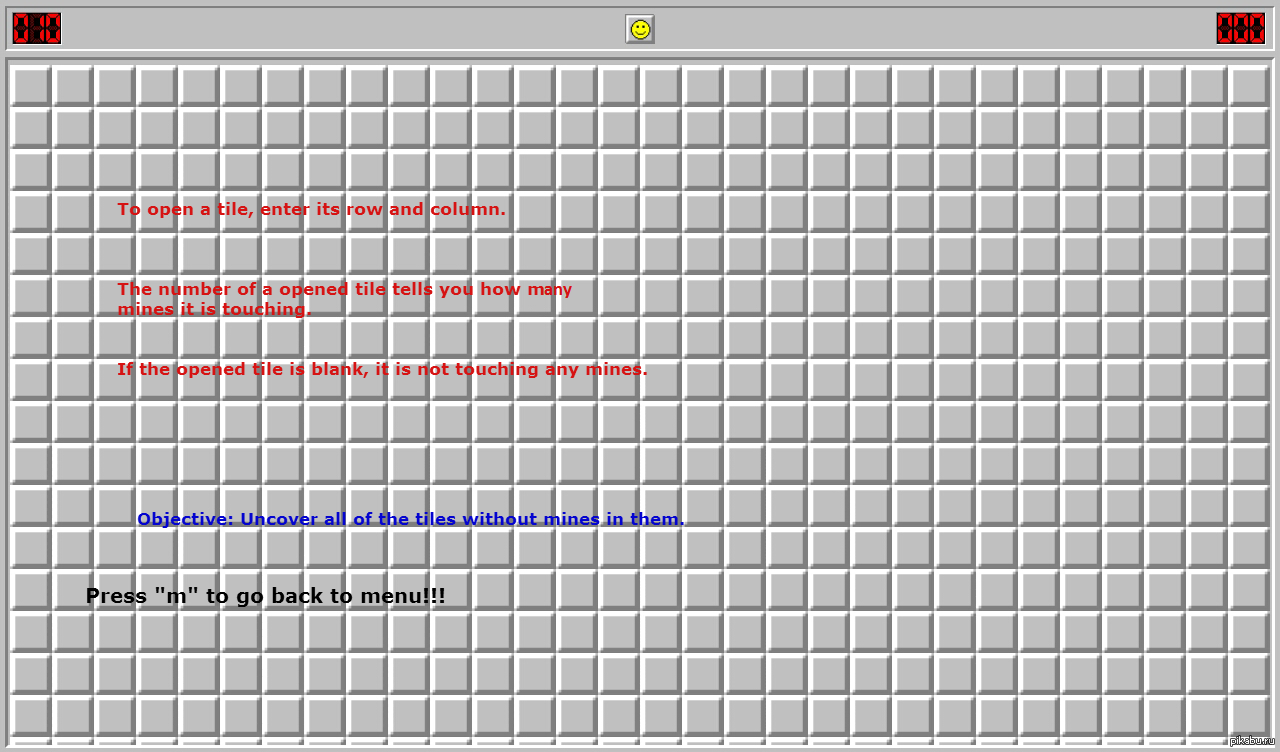 To open a tile, enter its row and column.
The number of a opened tile tells you how many
mines it is touching.
If the opened tile is blank, it is not touching any mines.
Objective: Uncover all of the tiles without mines in them.
Press "m" to go back to menu!!!
pikabu.ru